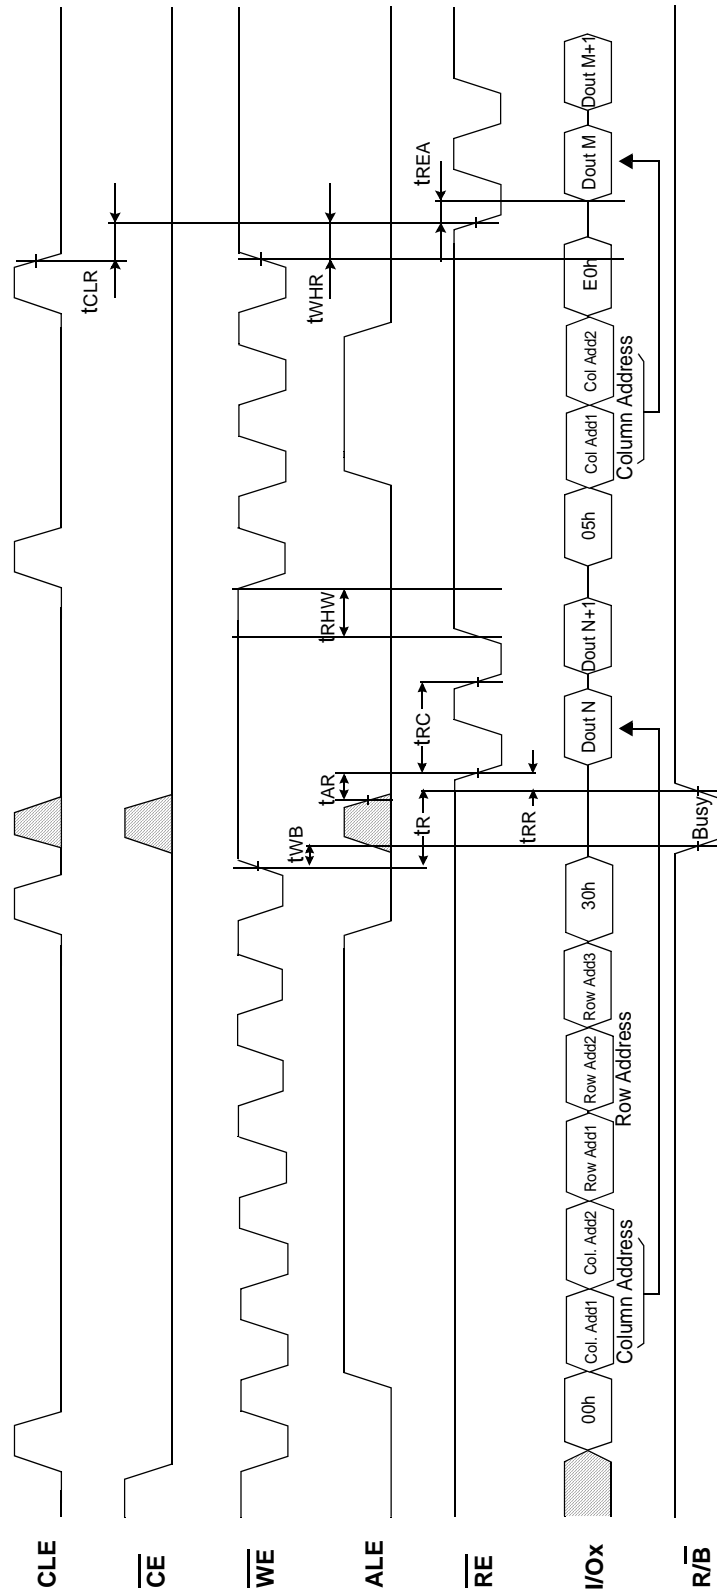 CLE
tCLR
CE
WE
tWB
tWHR
ALE
tAR
tRHW
tR
tRC
tREA
RE
tRR
I/Ox
00h
Col. Add1
Col. Add2
Row Add1
Row Add2
Row Add3
30h
Dout N
Dout N+1
05h
Col Add1
Col Add2
E0h
Dout M
Dout M+1
Column Address
Row Address
Column Address
R/B
Busy